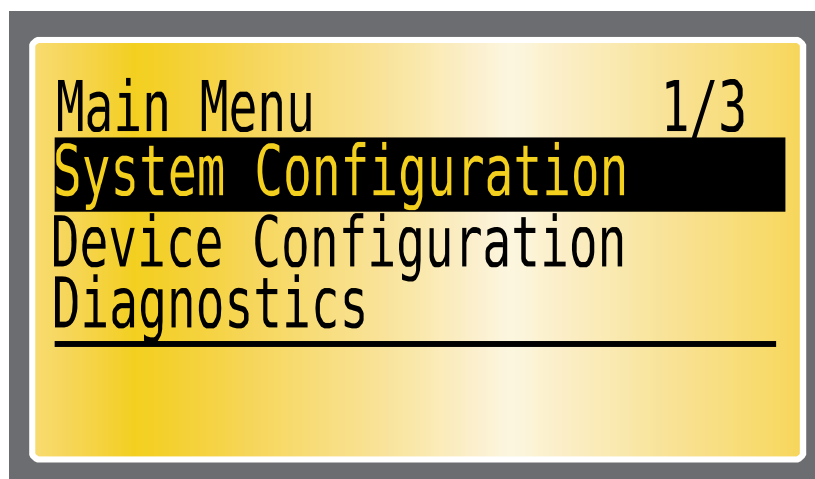 Main Menu 1/3
System Configuration
Device Configuration
Diagnostics